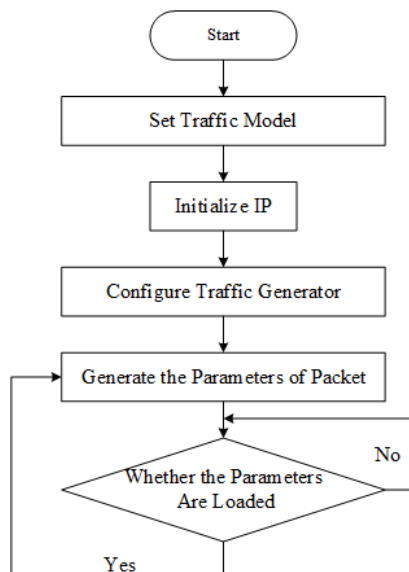 Start
Set Traffic Model
Initialize IP
Configure Traffic Generator
Generate the Parameters of Packet
Whether the Parameters
Are Loaded
No
Yes